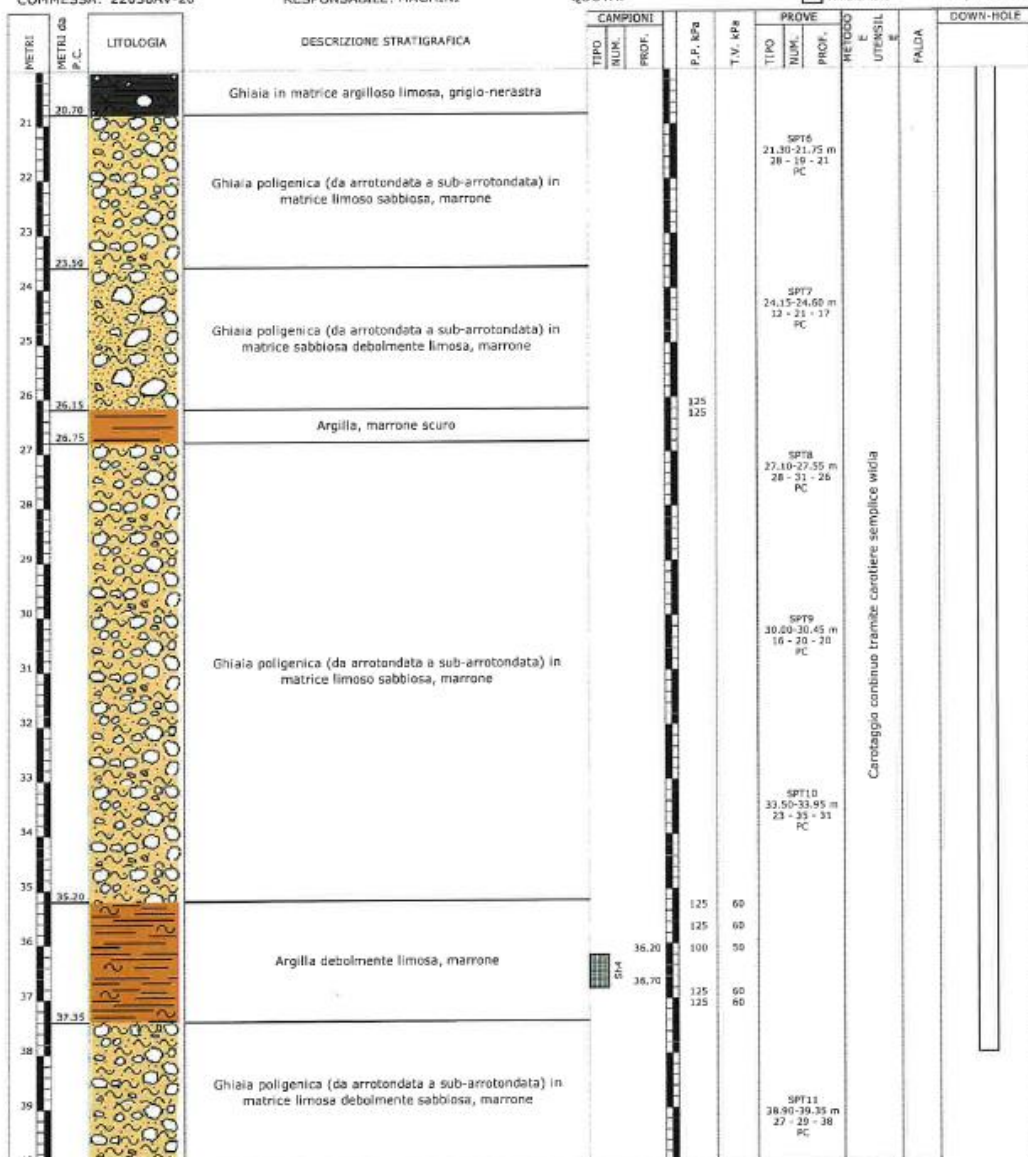 CAMPIONI
PROVE
DOWN-HOLE
METRI
METRI da P.C.
LITOLOGIA
DESCRIZIONE STRATIGRAFICA
TIPO
NUM.
PROF.
P.P. kPa
T.V. kPa
TIPO
NUM.
PROF.
METODO E UTENSIL
FALDA
Ghiaia in matrice argilloso limosa, grigio-nerastra
20.70
21
SPT6
21.30-21.75 m
28 - 19 - 21
PC
22
Ghiaia poligenica (da arrotondata a sub-arrotondata) in
matrice limoso sabbiosa, marrone
23
23.50
24
SPT7
24.15-24.60 m
12 - 21 - 17
PC
25
Ghiaia poligenica (da arrotondata a sub-arrotondata) in
matrice sabbiosa debolmente limosa, marrone
26
26.15
125
125
Argilla, marrone scuro
26.75
27
SPT8
27.10-27.55 m
28 - 31 - 26
PC
28
29
30
SPT9
30.00-30.45 m
16 - 20 - 20
PC
Carotaggio continuo tramite carotiere semplice widia
31
Ghiaia poligenica (da arrotondata a sub-arrotondata) in
matrice limoso sabbiosa, marrone
32
33
SPT10
33.50-33.95 m
23 - 35 - 31
PC
34
35
35.20
125 60
125 60
36
36.20 100 50
Argilla debolmente limosa, marrone
Sh4
36.70
125 60
37
125 60
37.35
38
Ghiaia poligenica (da arrotondata a sub-arrotondata) in
matrice limosa debolmente sabbiosa, marrone
39
SPT11
38.90-39.35 m
27 - 29 - 38
PC